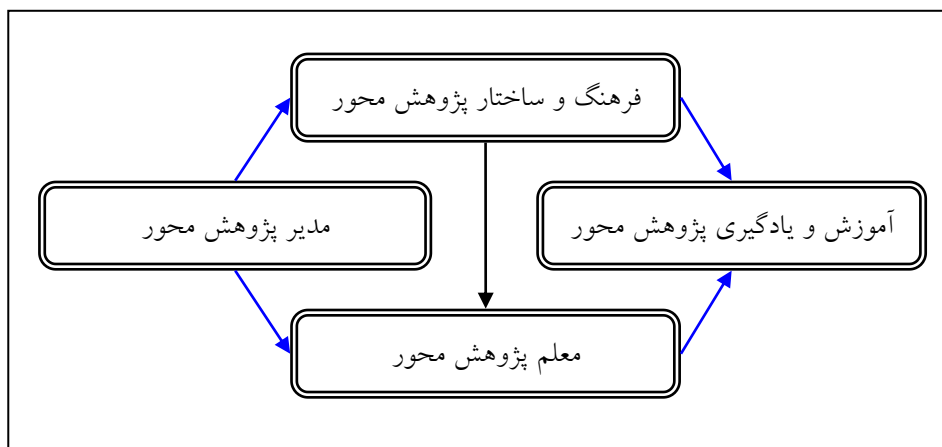 فرهنگ و ساختار پژوهش محور
مدیر پژوهش محور
آموزش و یادگیری پژوهش محور
معلم پژوهش محور